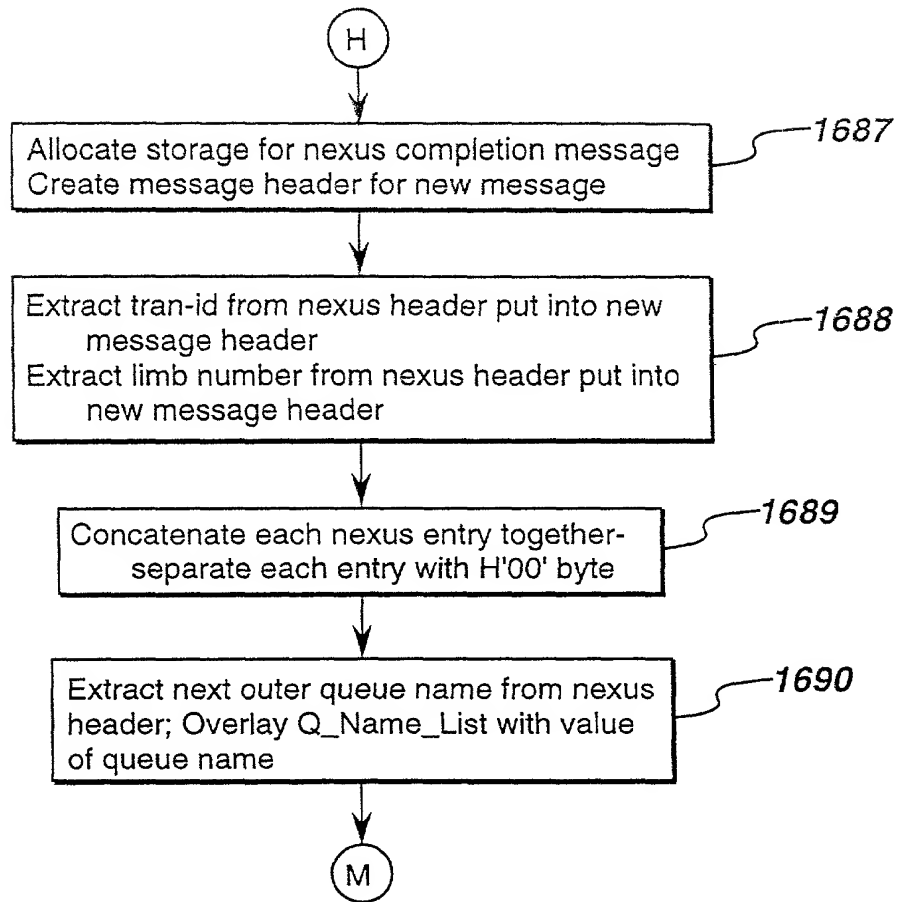 H
1687
Allocate storage for nexus completion message
Create message header for new message
1688
Extract tran-id from nexus header put into new
message header
Extract limb number from nexus header put into
new message header
1689
Concatenate each nexus entry together-
separate each entry with H'00' byte
1690
Extract next outer queue name from nexus
header; Overlay Q_Name_List with value
of queue name
M